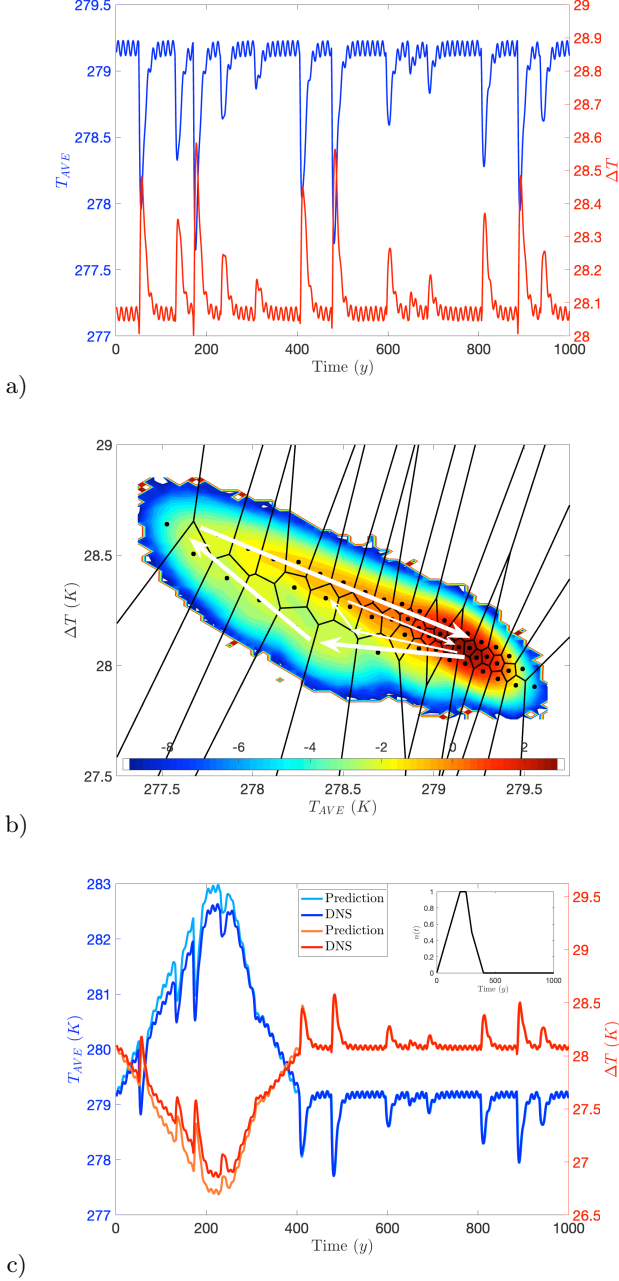 279.5
279
278.5
278
277.5
277
T_AVE
29
28.9
28.8
28.7
28.6
28.5
28.4
28.3
28.2
28.1
28
ΔT
0 200 400 600 800 1000
Time (y)
a)
29
28.5
28
27.5
ΔT (K)
-8 -6 -4 -2 0 2
277.5 278 278.5 279 279.5
T_AVE (K)
b)
283
282
281
280
279
278
277
T_AVE (K)
Prediction
DNS
Prediction
DNS
1
0.8
0.6
0.4
0.2
0
n(t)
0 500 1000
Time (y)
29.5
29
28.5
28
27.5
27
26.5
ΔT (K)
0 200 400 600 800 1000
Time (y)
c)